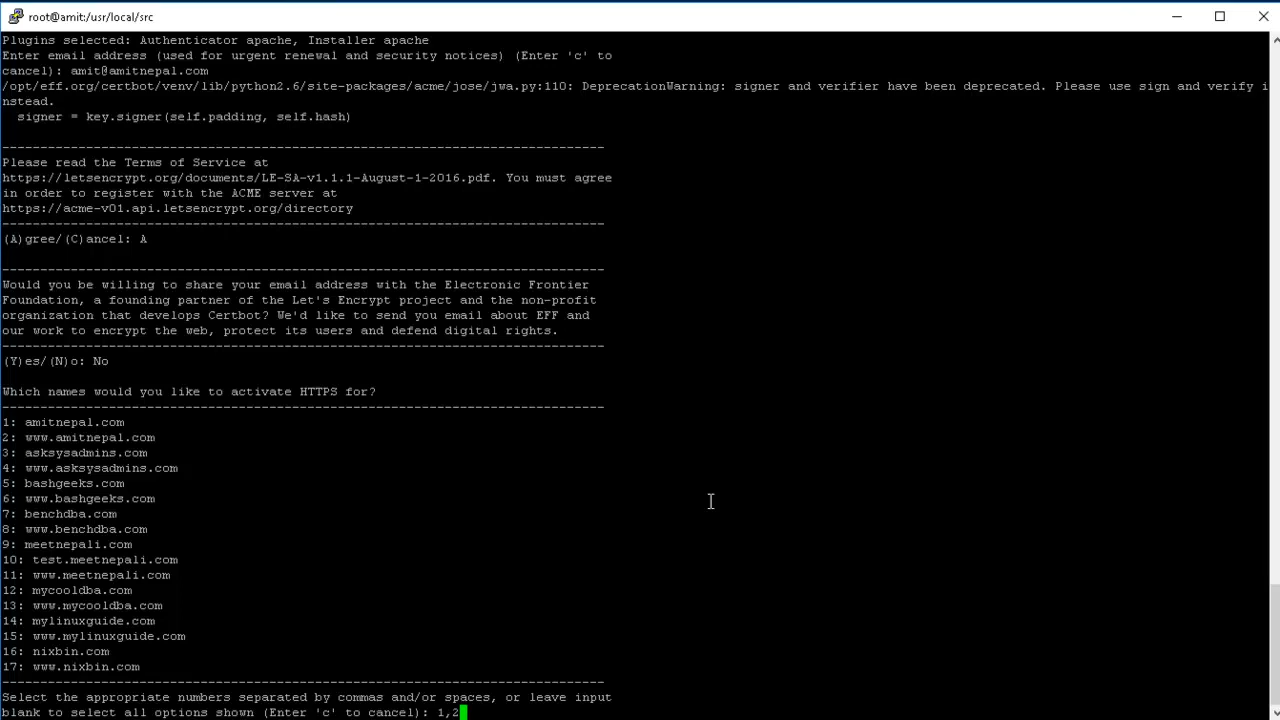 root@amit:/usr/local/src
Plugins selected: Authenticator apache, Installer apache
Enter email address (used for urgent renewal and security notices) (Enter 'c' to
cancel): amit@amitnepal.com
/opt/eff.org/certbot/venv/lib/python2.6/site-packages/acme/jose/jwa.py:110: DeprecationWarning: signer and verifier have been deprecated. Please use sign and verify i
nstead.
  signer = key.signer(self.padding, self.hash)
-------------------------------------------------------------------------------
Please read the Terms of Service at
https://letsencrypt.org/documents/LE-SA-v1.1.1-August-1-2016.pdf. You must agree
in order to register with the ACME server at
https://acme-v01.api.letsencrypt.org/directory
-------------------------------------------------------------------------------
(A)gree/(C)ancel: A
-------------------------------------------------------------------------------
Would you be willing to share your email address with the Electronic Frontier
Foundation, a founding partner of the Let's Encrypt project and the non-profit
organization that develops Certbot? We'd like to send you email about EFF and
our work to encrypt the web, protect its users and defend digital rights.
-------------------------------------------------------------------------------
(Y)es/(N)o: No
Which names would you like to activate HTTPS for?
-------------------------------------------------------------------------------
1: amitnepal.com
2: www.amitnepal.com
3: asksysadmins.com
4: www.asksysadmins.com
5: bashgeeks.com
6: www.bashgeeks.com
7: benchdba.com
8: www.benchdba.com
9: meetnepali.com
10: test.meetnepali.com
11: www.meetnepali.com
12: mycooldba.com
13: www.mycooldba.com
14: mylinuxguide.com
15: www.mylinuxguide.com
16: nixbin.com
17: www.nixbin.com
-------------------------------------------------------------------------------
Select the appropriate numbers separated by commas and/or spaces, or leave input
blank to select all options shown (Enter 'c' to cancel): 1,2